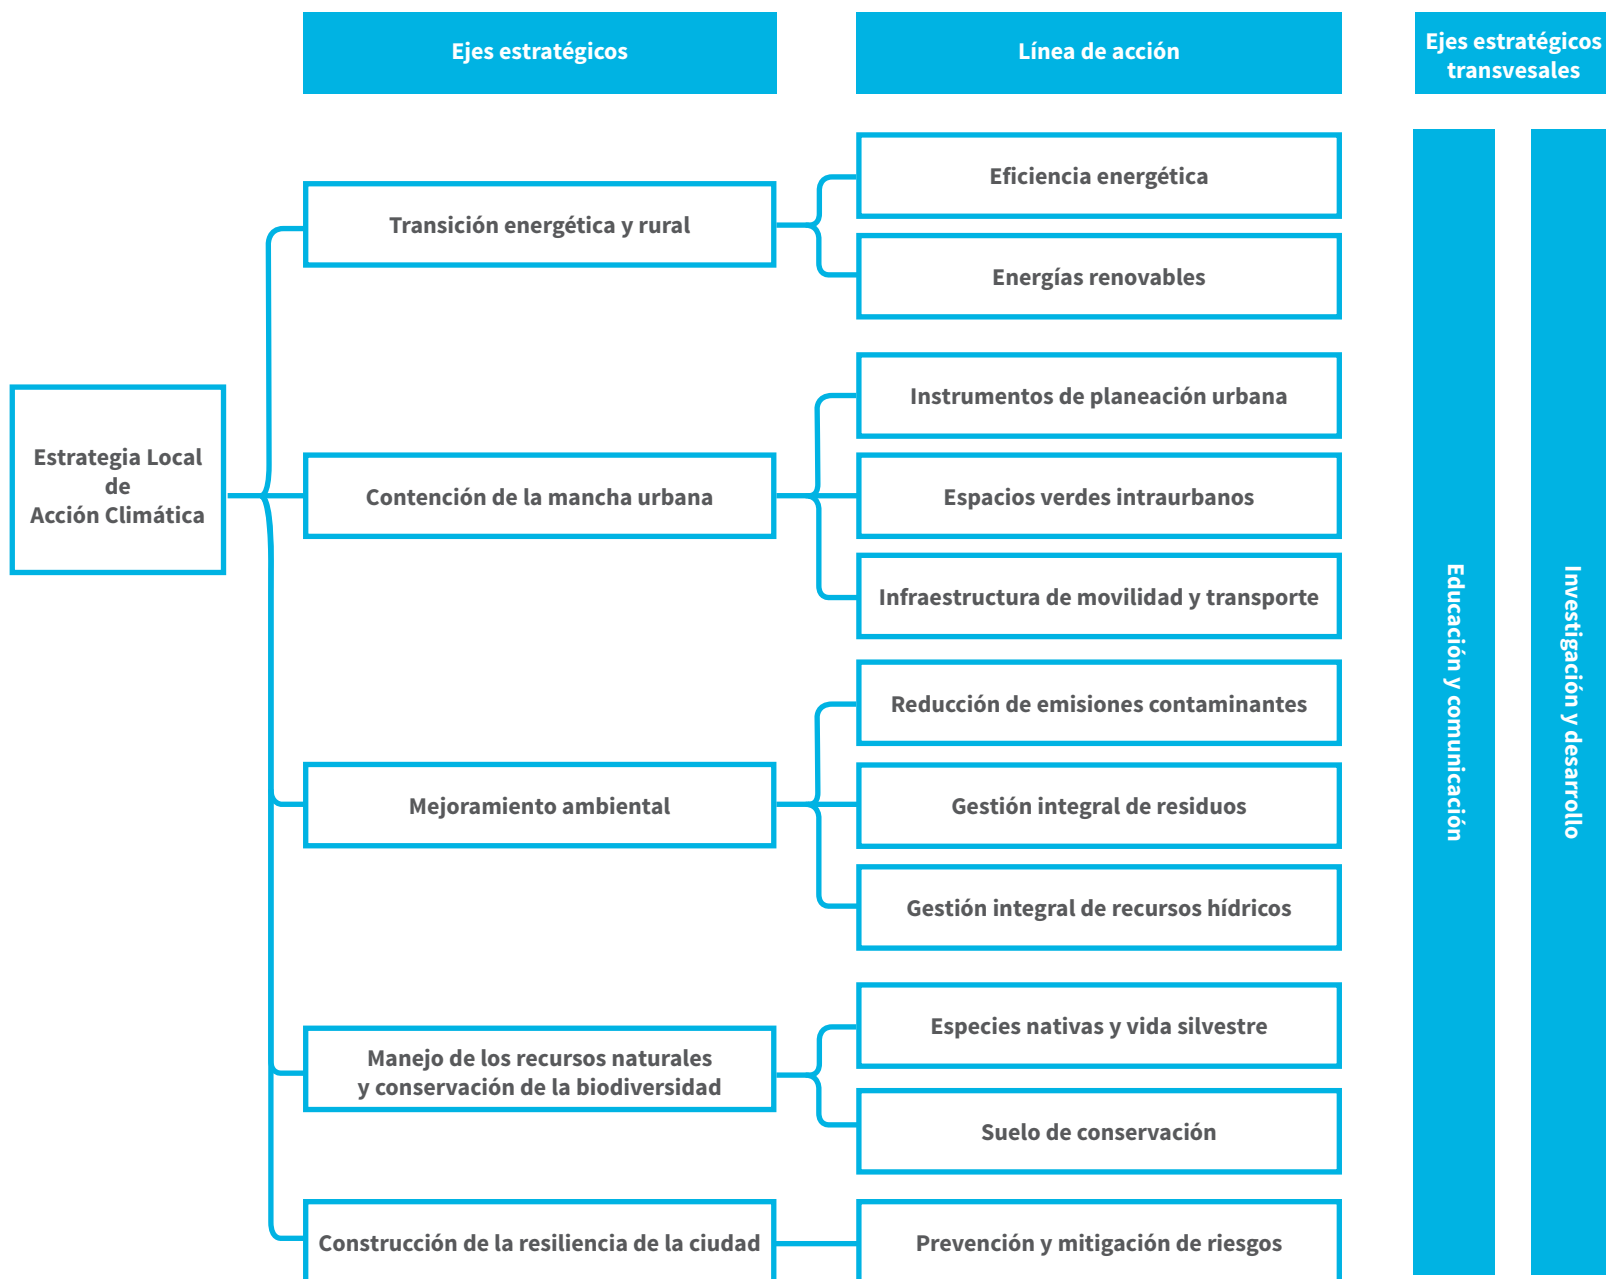 Ejes estratégicos
Línea de acción
Ejes estratégicos
transvesales
Estrategia Local
de
Acción Climática
Transición energética y rural
Eficiencia energética
Energías renovables
Contención de la mancha urbana
Instrumentos de planeación urbana
Espacios verdes intraurbanos
Infraestructura de movilidad y transporte
Mejoramiento ambiental
Reducción de emisiones contaminantes
Gestión integral de residuos
Gestión integral de recursos hídricos
Manejo de los recursos naturales
y conservación de la biodiversidad
Especies nativas y vida silvestre
Suelo de conservación
Construcción de la resiliencia de la ciudad
Prevención y mitigación de riesgos
Educación y comunicación
Investigación y desarrollo